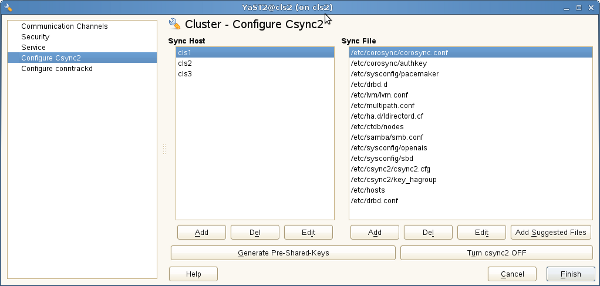 YaST2@cls2 (on cls2)
Communication Channels
Security
Service
Configure Csync2
Configure conntrackd
Cluster - Configure Csync2
Sync Host
cls1
cls2
cls3
Add
Del
Edit
Sync File
/etc/corosync/corosync.conf
/etc/corosync/authkey
/etc/sysconfig/pacemaker
/etc/drbd.d
/etc/lvm/lvm.conf
/etc/multipath.conf
/etc/ha.d/ldirectord.cf
/etc/ctdb/nodes
/etc/samba/smb.conf
/etc/sysconfig/openais
/etc/sysconfig/sbd
/etc/csync2/csync2.cfg
/etc/csync2/key_hagroup
/etc/hosts
/etc/drbd.conf
Add
Del
Edit
Add Suggested Files
Generate Pre-Shared-Keys
Turn csync2 OFF
Help
Cancel
Finish